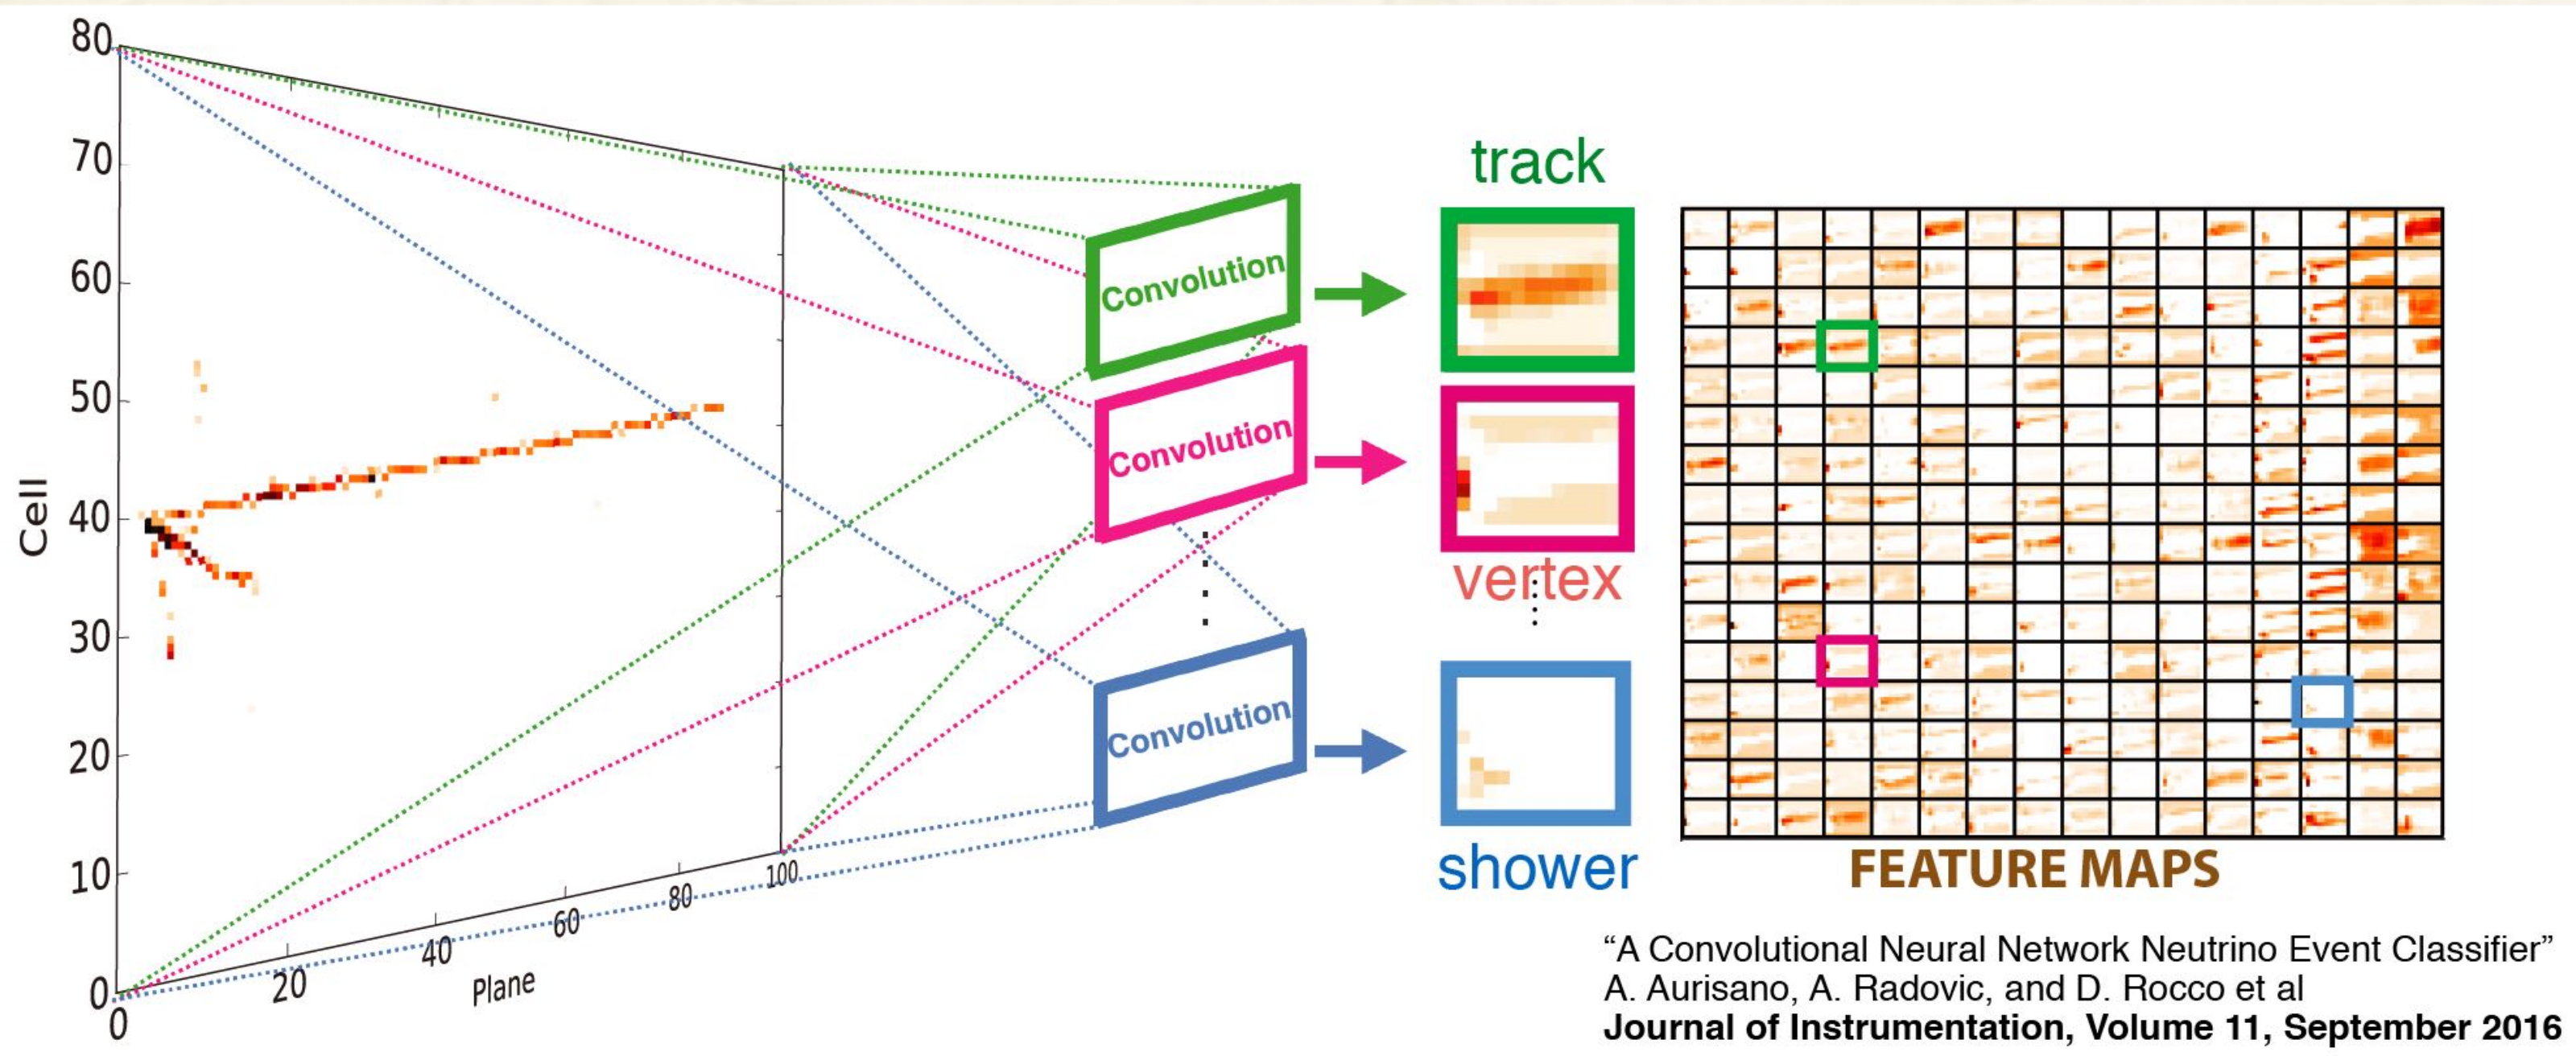 80
70
60
50
40
30
20
10
0
Cell
0
20
40
60
80
100
Plane
Convolution
Convolution
Convolution
track
vertex
shower
FEATURE MAPS
“A Convolutional Neural Network Neutrino Event Classifier”
A. Aurisano, A. Radovic, and D. Rocco et al
Journal of Instrumentation, Volume 11, September 2016